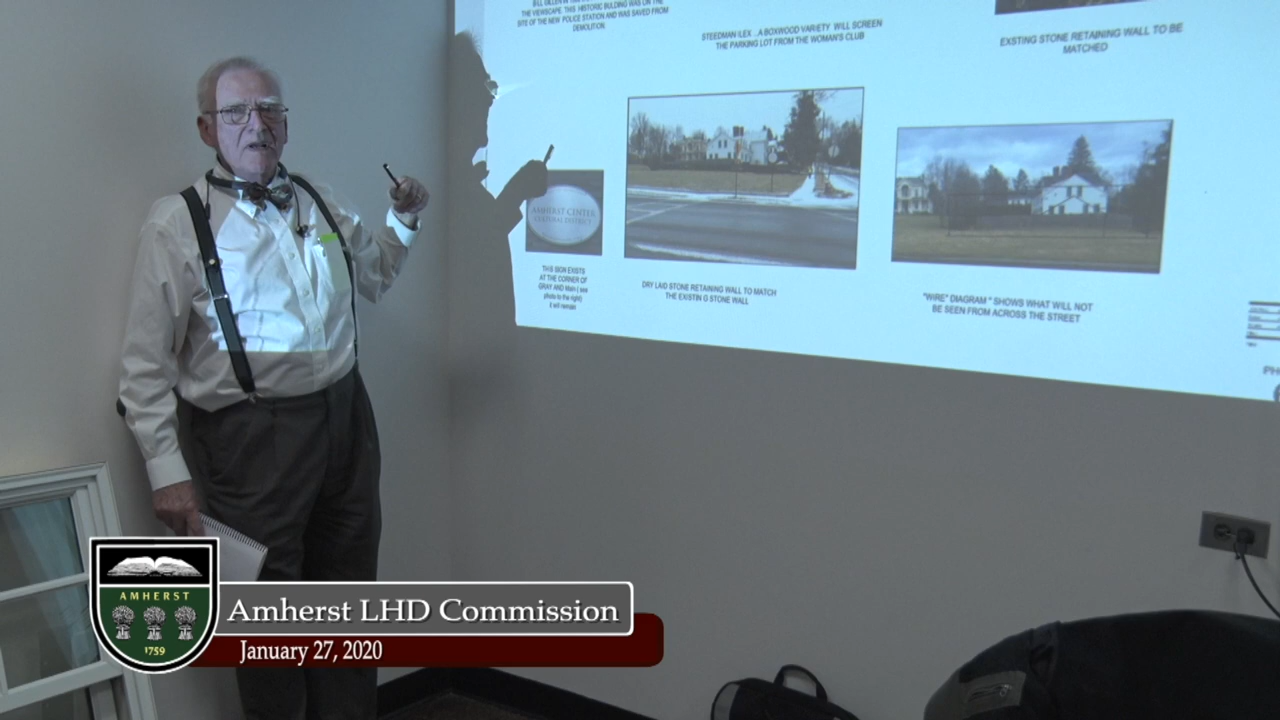 THE VIEWSCAPE. THIS HISTORIC BULDING WAS ON THE
SITE OF THE NEW POLICE STATION AND WAS SAVED FROM
DEMOLITION
STEEDMAN ILEX ..A BOXWOOD VARIETY WILL SCREEN
THE PARKING LOT FROM THE WOMAN'S CLUB
EXSTING STONE RETAINING WALL TO BE
MATCHED
AMHERST CENTER
CULTURAL DISTRICT
THIS SIGN EXISTS
AT THE CORNER OF
GRAY AND Main ( see
photo to the right)
it will remain
DRY LAID STONE RETAINING WALL TO MATCH
THE EXISTIN G STONE WALL
"WIRE" DIAGRAM " SHOWS WHAT WILL NOT
BE SEEN FROM ACROSS THE STREET
AMHERST
1759
Amherst LHD Commission
January 27, 2020